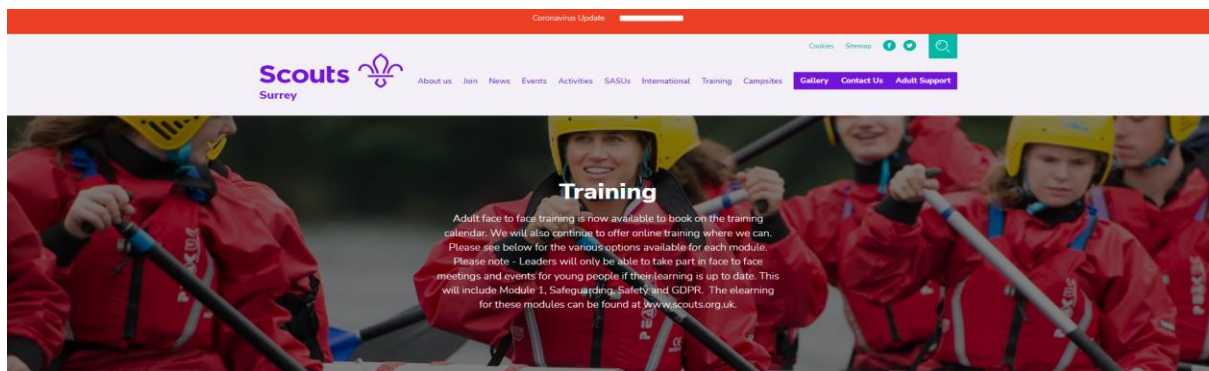 Coronavirus Update
Cookies Sitemap
Scouts
Surrey
About us Join News Events Activities SASUs International Training Campsites Gallery Contact Us Adult Support
Training
Adult face to face training is now available to book on the training
calendar. We will also continue to offer online training where we can.
Please see below for the various options available for each module.
Please note - Leaders will only be able to take part in face to face
meetings and events for young people if their learning is up to date. This
will include Module 1, Safeguarding, Safety and GDPR. The elearning
for these modules can be found at www.scouts.org.uk.
PEAK UK
PEAK UK